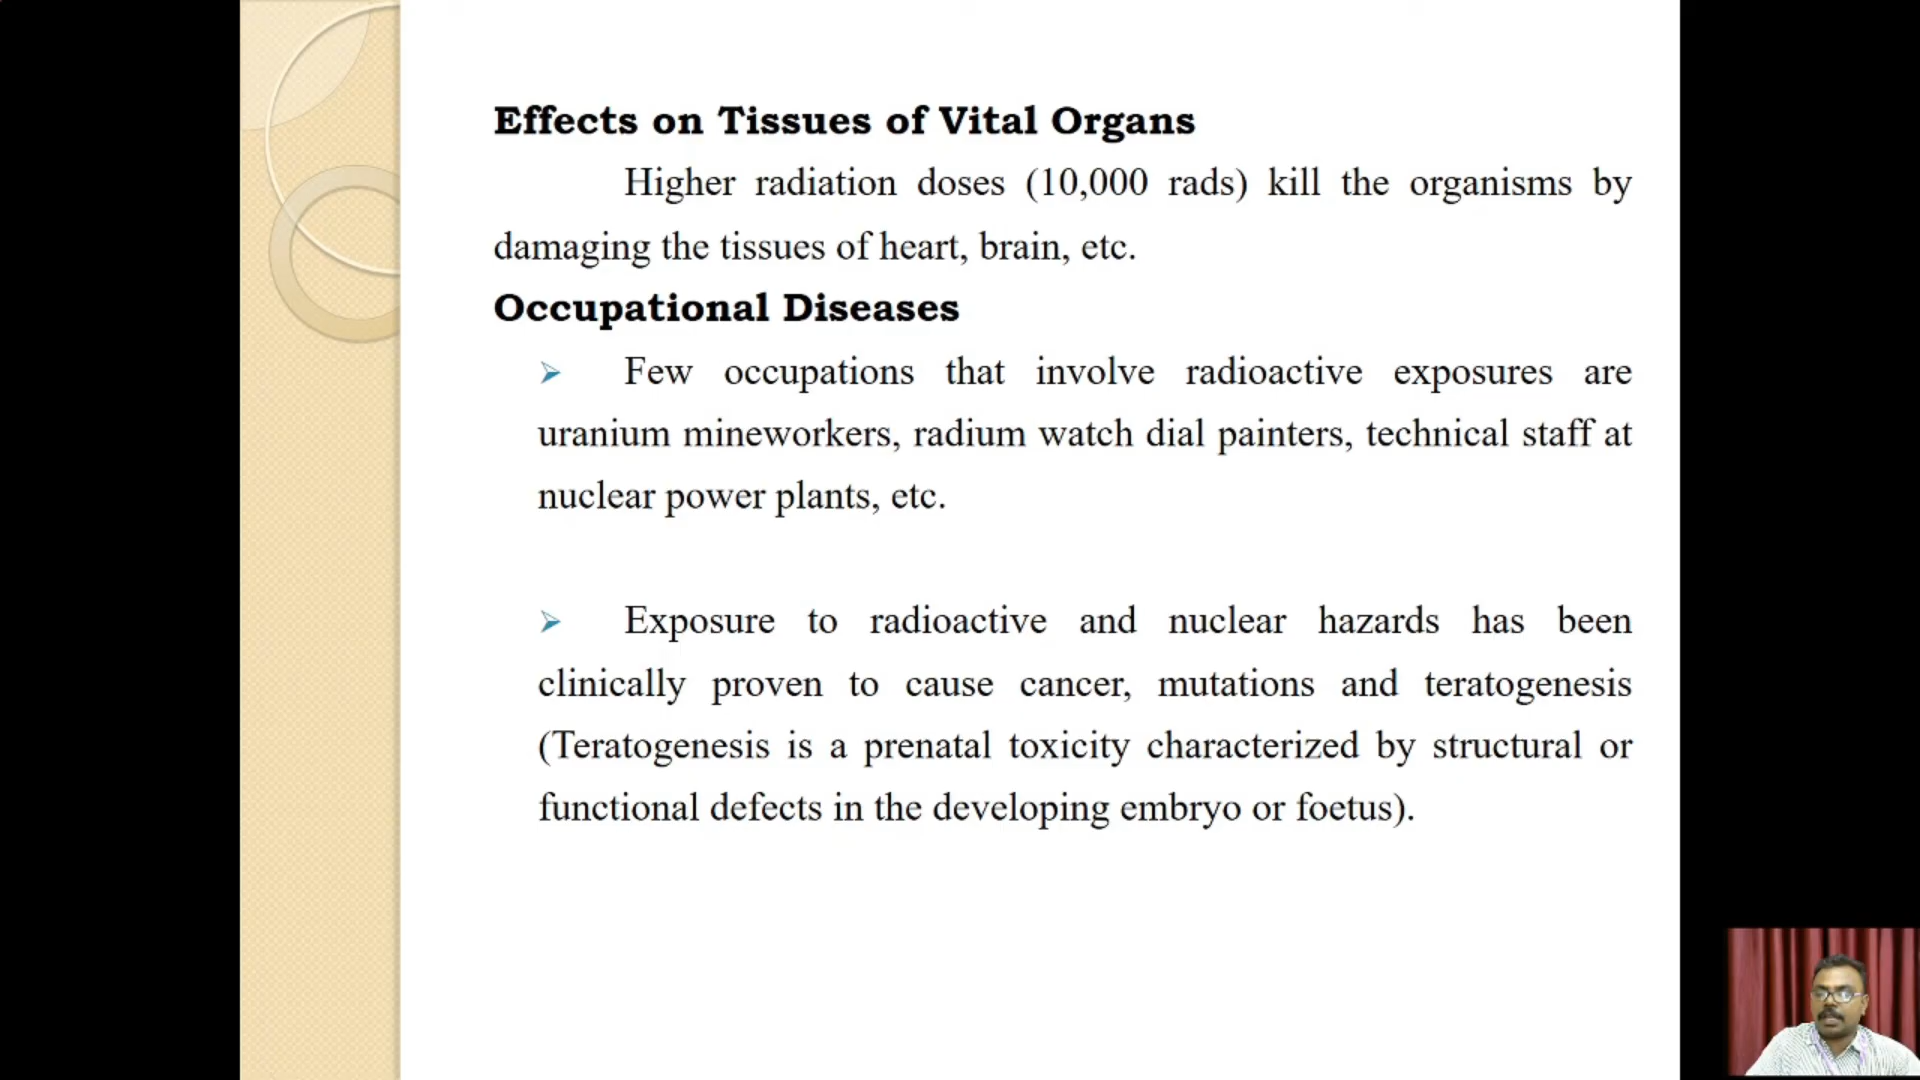 Effects on Tissues of Vital Organs
Higher radiation doses (10,000 rads) kill the organisms by
damaging the tissues of heart, brain, etc.
Occupational Diseases
➢ Few occupations that involve radioactive exposures are
uranium mineworkers, radium watch dial painters, technical staff at
nuclear power plants, etc.
➢ Exposure to radioactive and nuclear hazards has been
clinically proven to cause cancer, mutations and teratogenesis
(Teratogenesis is a prenatal toxicity characterized by structural or
functional defects in the developing embryo or foetus).